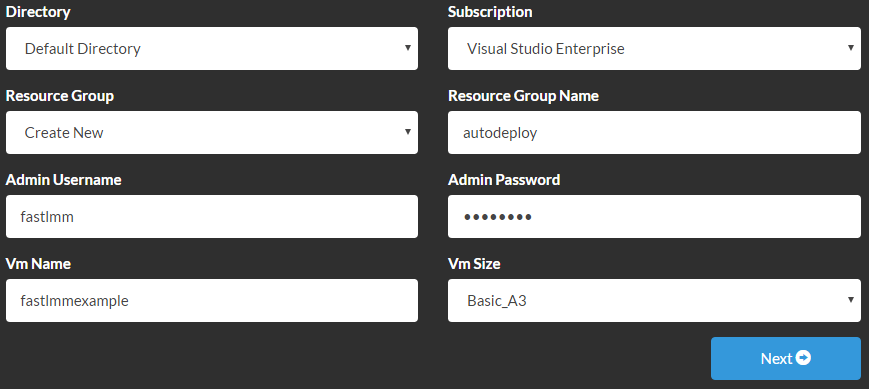 Directory
Subscription
Default Directory
Visual Studio Enterprise
Resource Group
Resource Group Name
Create New
autodeploy
Admin Username
Admin Password
fastlmm
••••••••
Vm Name
Vm Size
fastlmmexample
Basic_A3
Next